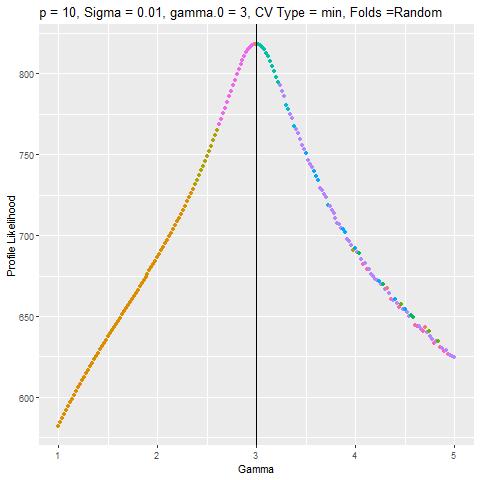 p = 10, Sigma = 0.01, gamma.0 = 3, CV Type = min, Folds =Random
Profile Likelihood
800
750
700
650
600
1 2 3 4 5
Gamma